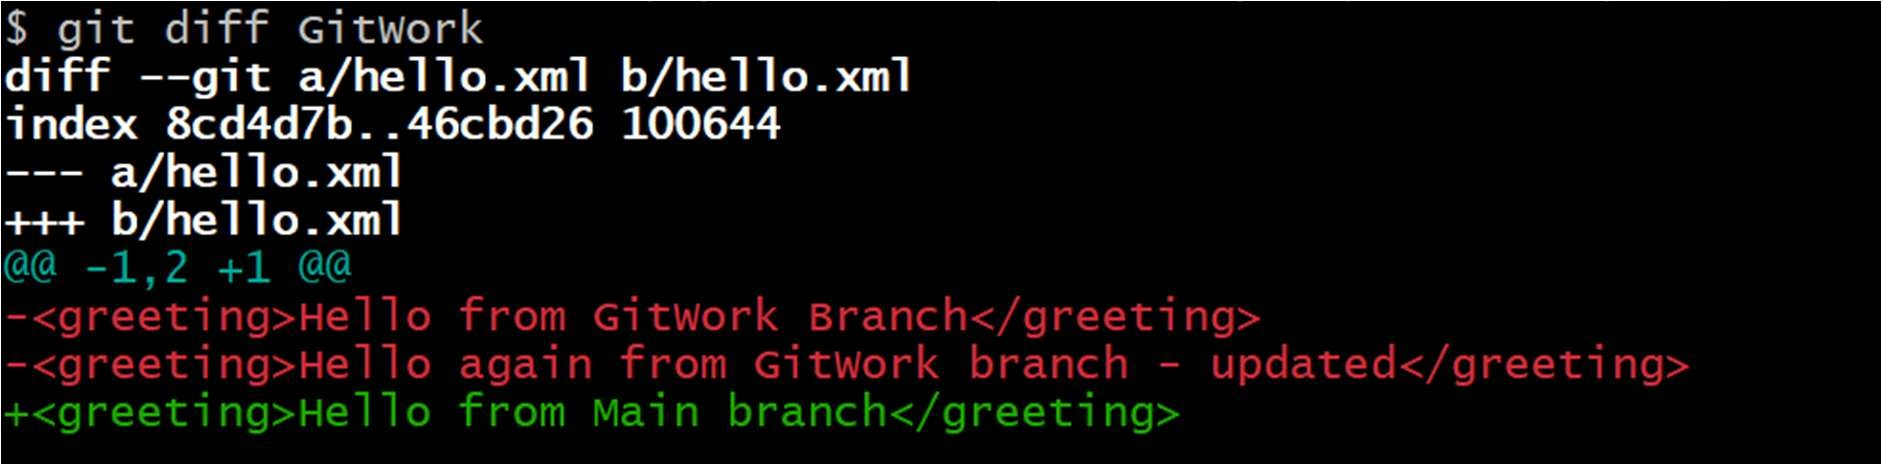 $ git diff GitWork
diff --git a/hello.xml b/hello.xml
index 8cd4d7b..46cbd26 100644
--- a/hello.xml
+++ b/hello.xml
@@ -1,2 +1 @@
-<greeting>Hello from GitWork Branch</greeting>
-<greeting>Hello again from GitWork branch - updated</greeting>
+<greeting>Hello from Main branch</greeting>